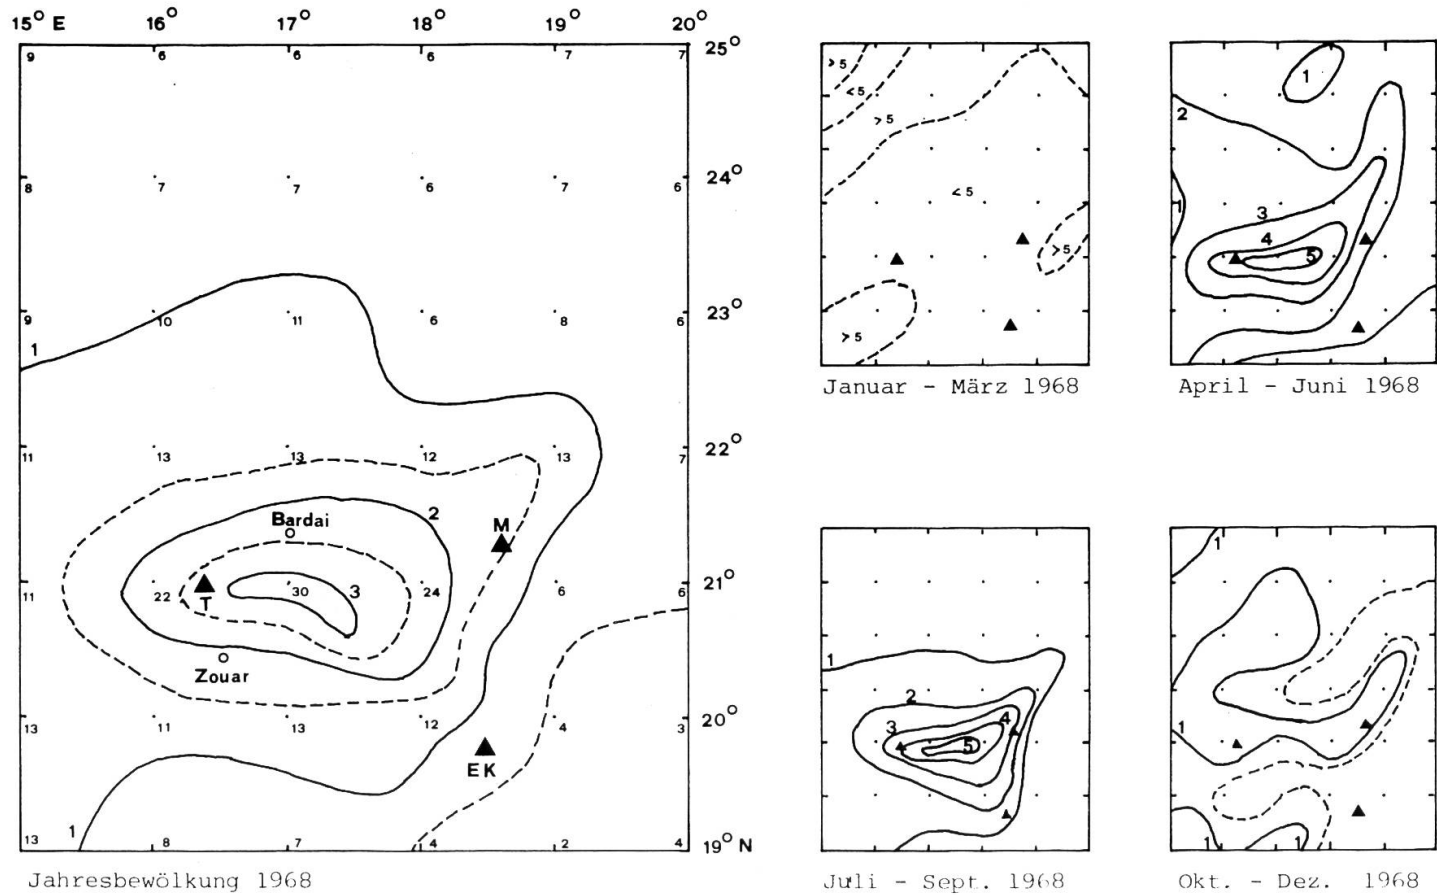 15° E 16° 17° 18° 19° 20°
9 6 6 6 7 7 25°
8 7 7 6 7 6 24°
9 10 11 6 8 6 23°
1
11 13 13 12 13 7 22°
2
Bardai
M
11 22 30 24 6 6 21°
T
3
Zouar
13 11 13 12 4 3 20°
EK
1
13 8 7 4 2 4 19° N
Jahresbewölkung 1968
>5
<5
>5
<5
>5
>5
Januar - März 1968
1
2
1
3
4
5
April - Juni 1968
1
2
3
4
5
Juli - Sept. 1968
1
1
1
1
Okt. - Dez. 1968